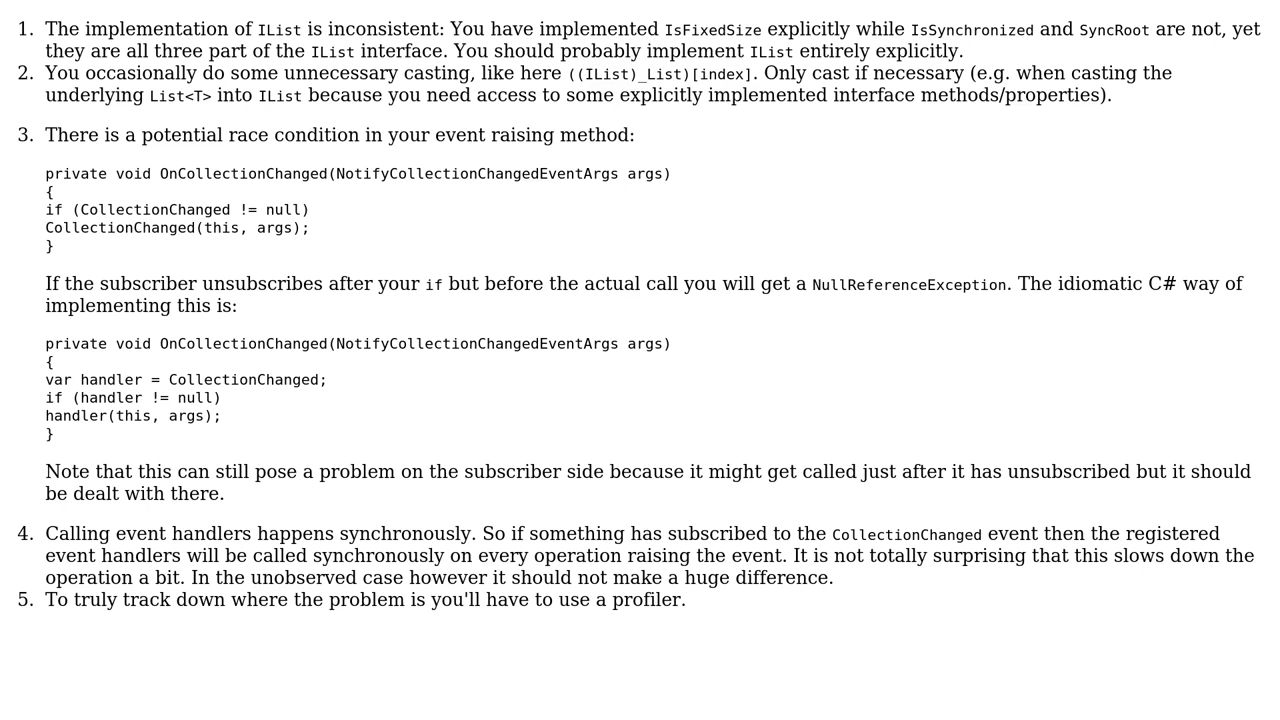 1. The implementation of IList is inconsistent: You have implemented IsFixedSize explicitly while IsSynchronized and SyncRoot are not, yet
they are all three part of the IList interface. You should probably implement IList entirely explicitly.
2. You occasionally do some unnecessary casting, like here ((IList)_List)[index]. Only cast if necessary (e.g. when casting the
underlying List<T> into IList because you need access to some explicitly implemented interface methods/properties).
3. There is a potential race condition in your event raising method:
private void OnCollectionChanged(NotifyCollectionChangedEventArgs args)
{
if (CollectionChanged != null)
CollectionChanged(this, args);
}
If the subscriber unsubscribes after your if but before the actual call you will get a NullReferenceException. The idiomatic C# way of
implementing this is:
private void OnCollectionChanged(NotifyCollectionChangedEventArgs args)
{
var handler = CollectionChanged;
if (handler != null)
handler(this, args);
}
Note that this can still pose a problem on the subscriber side because it might get called just after it has unsubscribed but it should
be dealt with there.
4. Calling event handlers happens synchronously. So if something has subscribed to the CollectionChanged event then the registered
event handlers will be called synchronously on every operation raising the event. It is not totally surprising that this slows down the
operation a bit. In the unobserved case however it should not make a huge difference.
5. To truly track down where the problem is you'll have to use a profiler.